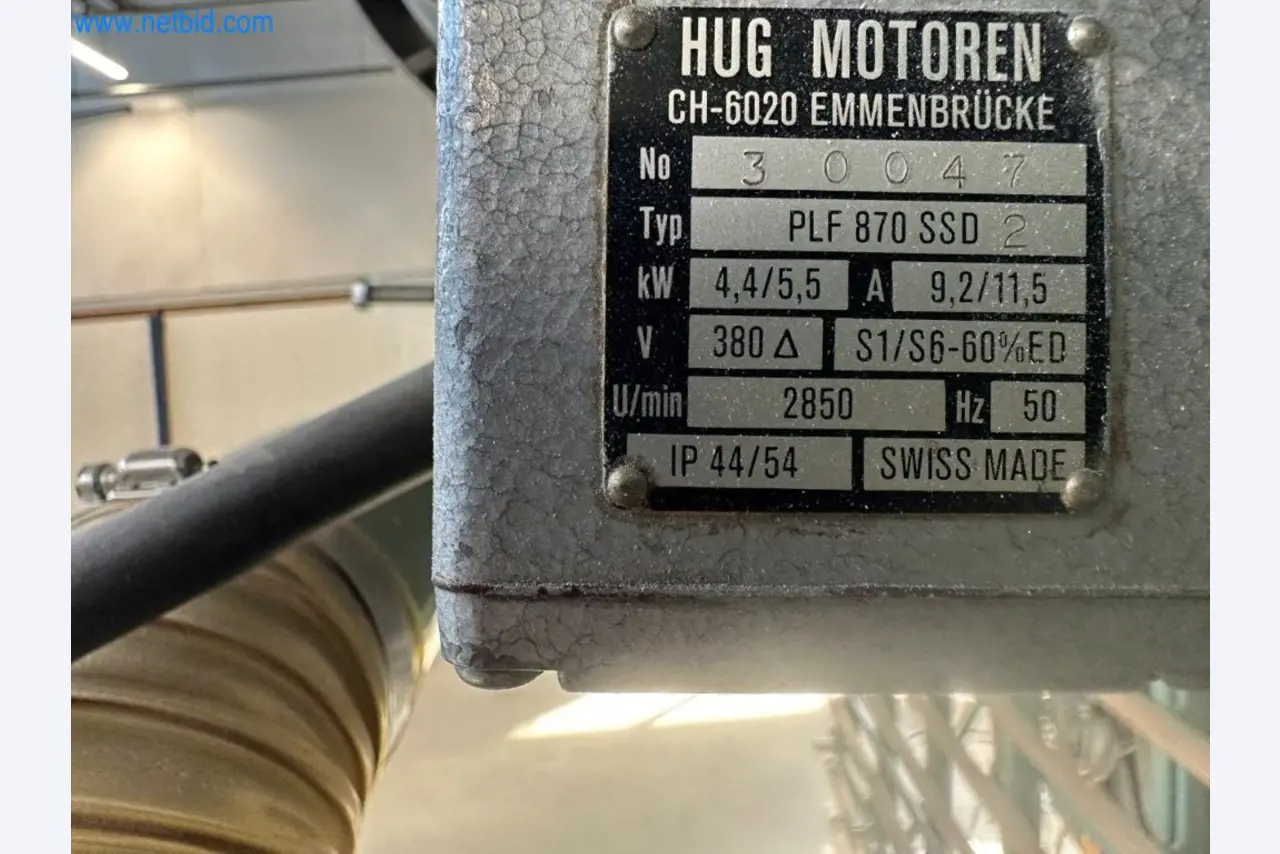 www.netbid.com
HUG MOTOREN
CH-6020 EMMENBRÜCKE
No 30047
Typ PLF 870 SSD 2
kW 4,4/5,5 A 9,2/11,5
V 380 Δ S1/S6-60%ED
U/min 2850 Hz 50
IP 44/54 SWISS MADE